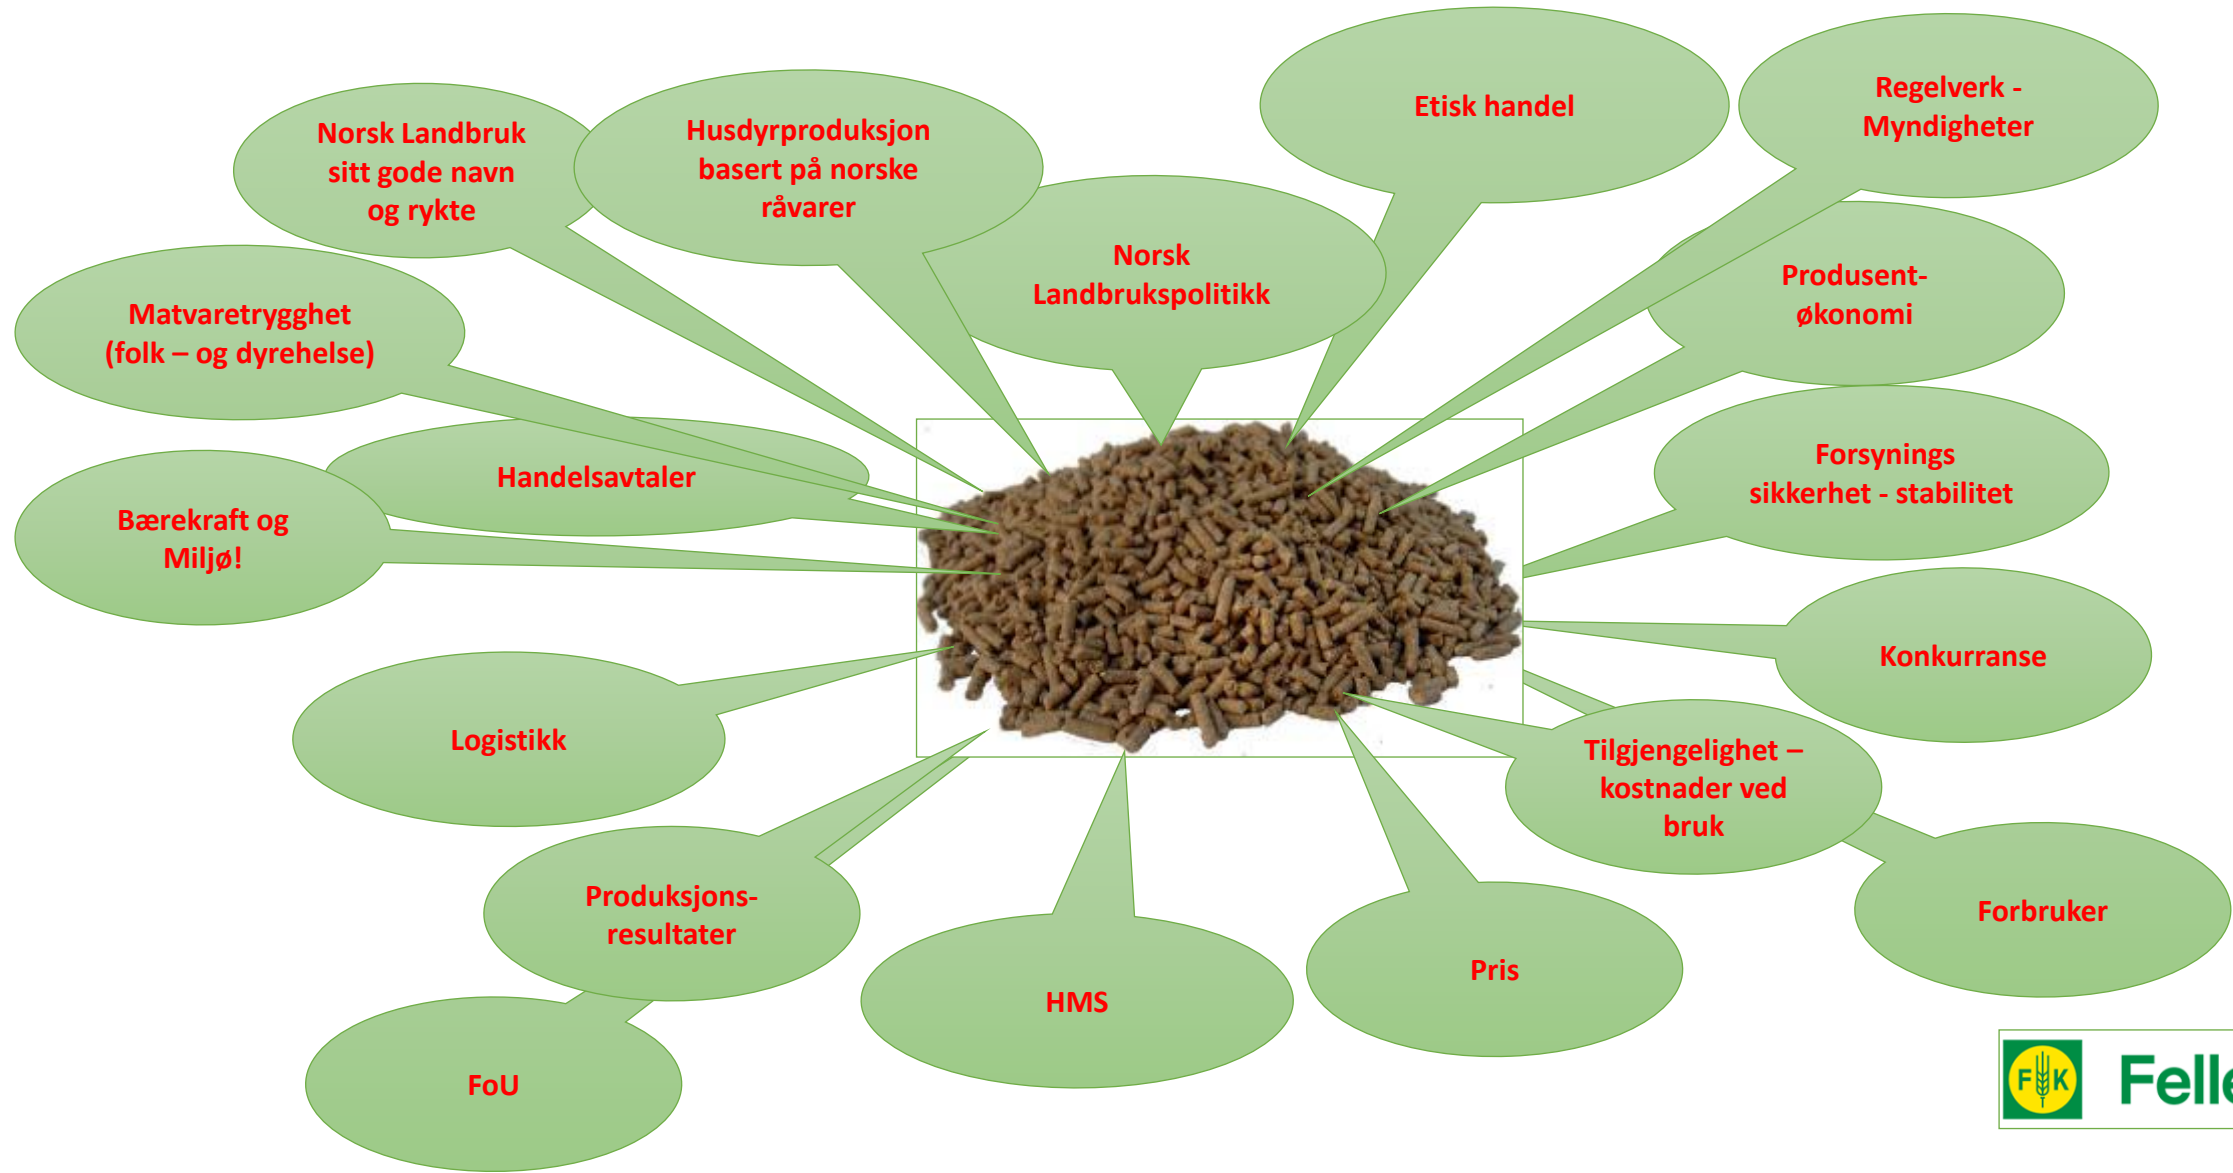 Norsk Landbruk
sitt gode navn
og rykte
Husdyrproduksjon
basert på norske
råvarer
Etisk handel
Regelverk -
Myndigheter
Norsk
Landbrukspolitikk
Produsent-
økonomi
Matvaretrygghet
(folk – og dyrehelse)
Handelsavtaler
Forsynings
sikkerhet - stabilitet
Bærekraft og
Miljø!
Konkurranse
Logistikk
Tilgjengelighet –
kostnader ved
bruk
Produksjons-
resultater
Forbruker
Pris
HMS
FoU
FK
Felle